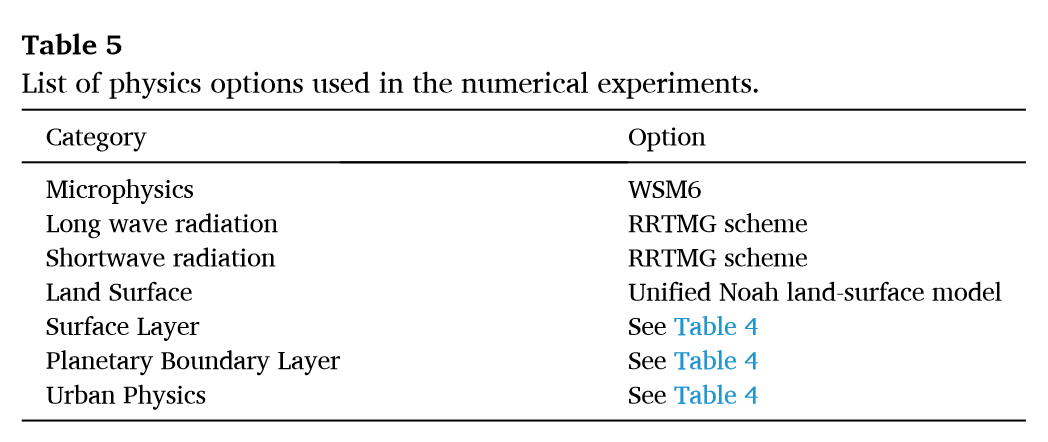 Table 5
List of physics options used in the numerical experiments.
Category Option
Microphysics WSM6
Long wave radiation RRTMG scheme
Shortwave radiation RRTMG scheme
Land Surface Unified Noah land-surface model
Surface Layer See Table 4
Planetary Boundary Layer See Table 4
Urban Physics See Table 4